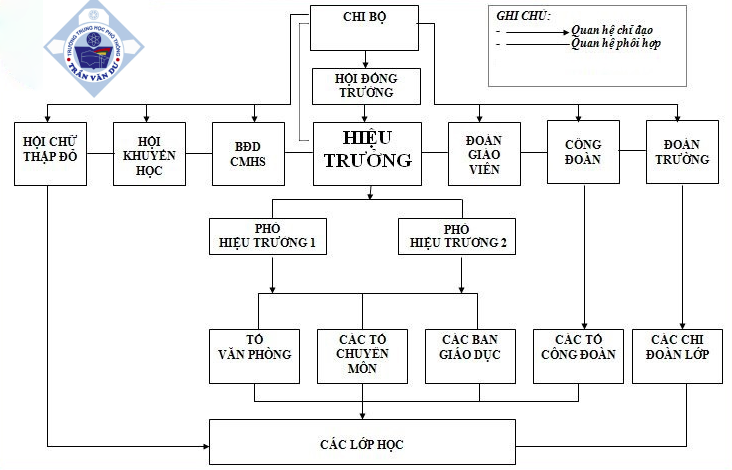 TRƯỜNG TRUNG HỌC PHỔ THÔNG
TRẦN VĂN DƯ
CHI BỘ
GHI CHÚ:
- Quan hệ chỉ đạo
- Quan hệ phối hợp
HỘI ĐỒNG
TRƯỜNG
HỘI CHỮ
THẬP ĐỎ
HỘI
KHUYẾN
HỌC
BĐD
CMHS
HIỆU
TRƯỞNG
ĐOÀN
GIÁO
VIÊN
CÔNG
ĐOÀN
ĐOÀN
TRƯỜNG
PHÓ
HIỆU TRƯỞNG 1
PHÓ
HIỆU TRƯỞNG 2
TỔ
VĂN PHÒNG
CÁC TỔ
CHUYÊN
MÔN
CÁC BAN
GIÁO DỤC
CÁC TỔ
CÔNG ĐOÀN
CÁC CHI
ĐOÀN LỚP
CÁC LỚP HỌC